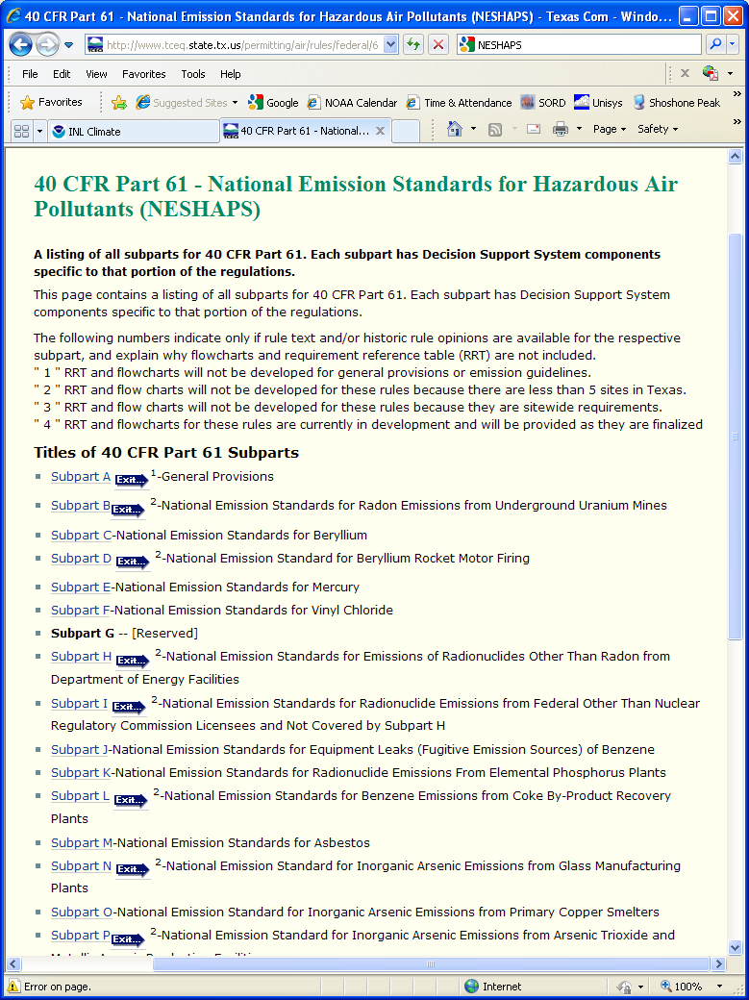 40 CFR Part 61 - National Emission Standards for Hazardous Air Pollutants (NESHAPS) - Texas Com - Windo...
http://www.tceq.state.tx.us/permitting/air/rules/federal/6
NESHAPS
File Edit View Favorites Tools Help
Favorites Suggested Sites Google NOAA Calendar Time & Attendance SORD Unisys Shoshone Peak
INL Climate 40 CFR Part 61 - National... Page Safety
40 CFR Part 61 - National Emission Standards for Hazardous Air
Pollutants (NESHAPS)
A listing of all subparts for 40 CFR Part 61. Each subpart has Decision Support System components
specific to that portion of the regulations.
This page contains a listing of all subparts for 40 CFR Part 61. Each subpart has Decision Support System
components specific to that portion of the regulations.
The following numbers indicate only if rule text and/or historic rule opinions are available for the respective
subpart, and explain why flowcharts and requirement reference table (RRT) are not included.
" 1 " RRT and flowcharts will not be developed for general provisions or emission guidelines.
" 2 " RRT and flow charts will not be developed for these rules because there are less than 5 sites in Texas.
" 3 " RRT and flow charts will not be developed for these rules because they are sitewide requirements.
" 4 " RRT and flowcharts for these rules are currently in development and will be provided as they are finalized
Titles of 40 CFR Part 61 Subparts
Subpart A Exit... 1-General Provisions
Subpart B Exit... 2-National Emission Standards for Radon Emissions from Underground Uranium Mines
Subpart C-National Emission Standards for Beryllium
Subpart D Exit... 2-National Emission Standard for Beryllium Rocket Motor Firing
Subpart E-National Emission Standards for Mercury
Subpart F-National Emission Standards for Vinyl Chloride
Subpart G -- [Reserved]
Subpart H Exit... 2-National Emission Standards for Emissions of Radionuclides Other Than Radon from
Department of Energy Facilities
Subpart I Exit... 2-National Emission Standards for Radionuclide Emissions from Federal Other Than Nuclear
Regulatory Commission Licensees and Not Covered by Subpart H
Subpart J-National Emission Standards for Equipment Leaks (Fugitive Emission Sources) of Benzene
Subpart K-National Emission Standards for Radionuclide Emissions From Elemental Phosphorus Plants
Subpart L Exit... 2-National Emission Standards for Benzene Emissions from Coke By-Product Recovery
Plants
Subpart M-National Emission Standards for Asbestos
Subpart N Exit... 2-National Emission Standard for Inorganic Arsenic Emissions from Glass Manufacturing
Plants
Subpart O-National Emission Standard for Inorganic Arsenic Emissions from Primary Copper Smelters
Subpart P Exit... 2-National Emission Standard for Inorganic Arsenic Emissions from Arsenic Trioxide and
Error on page. Internet 100%